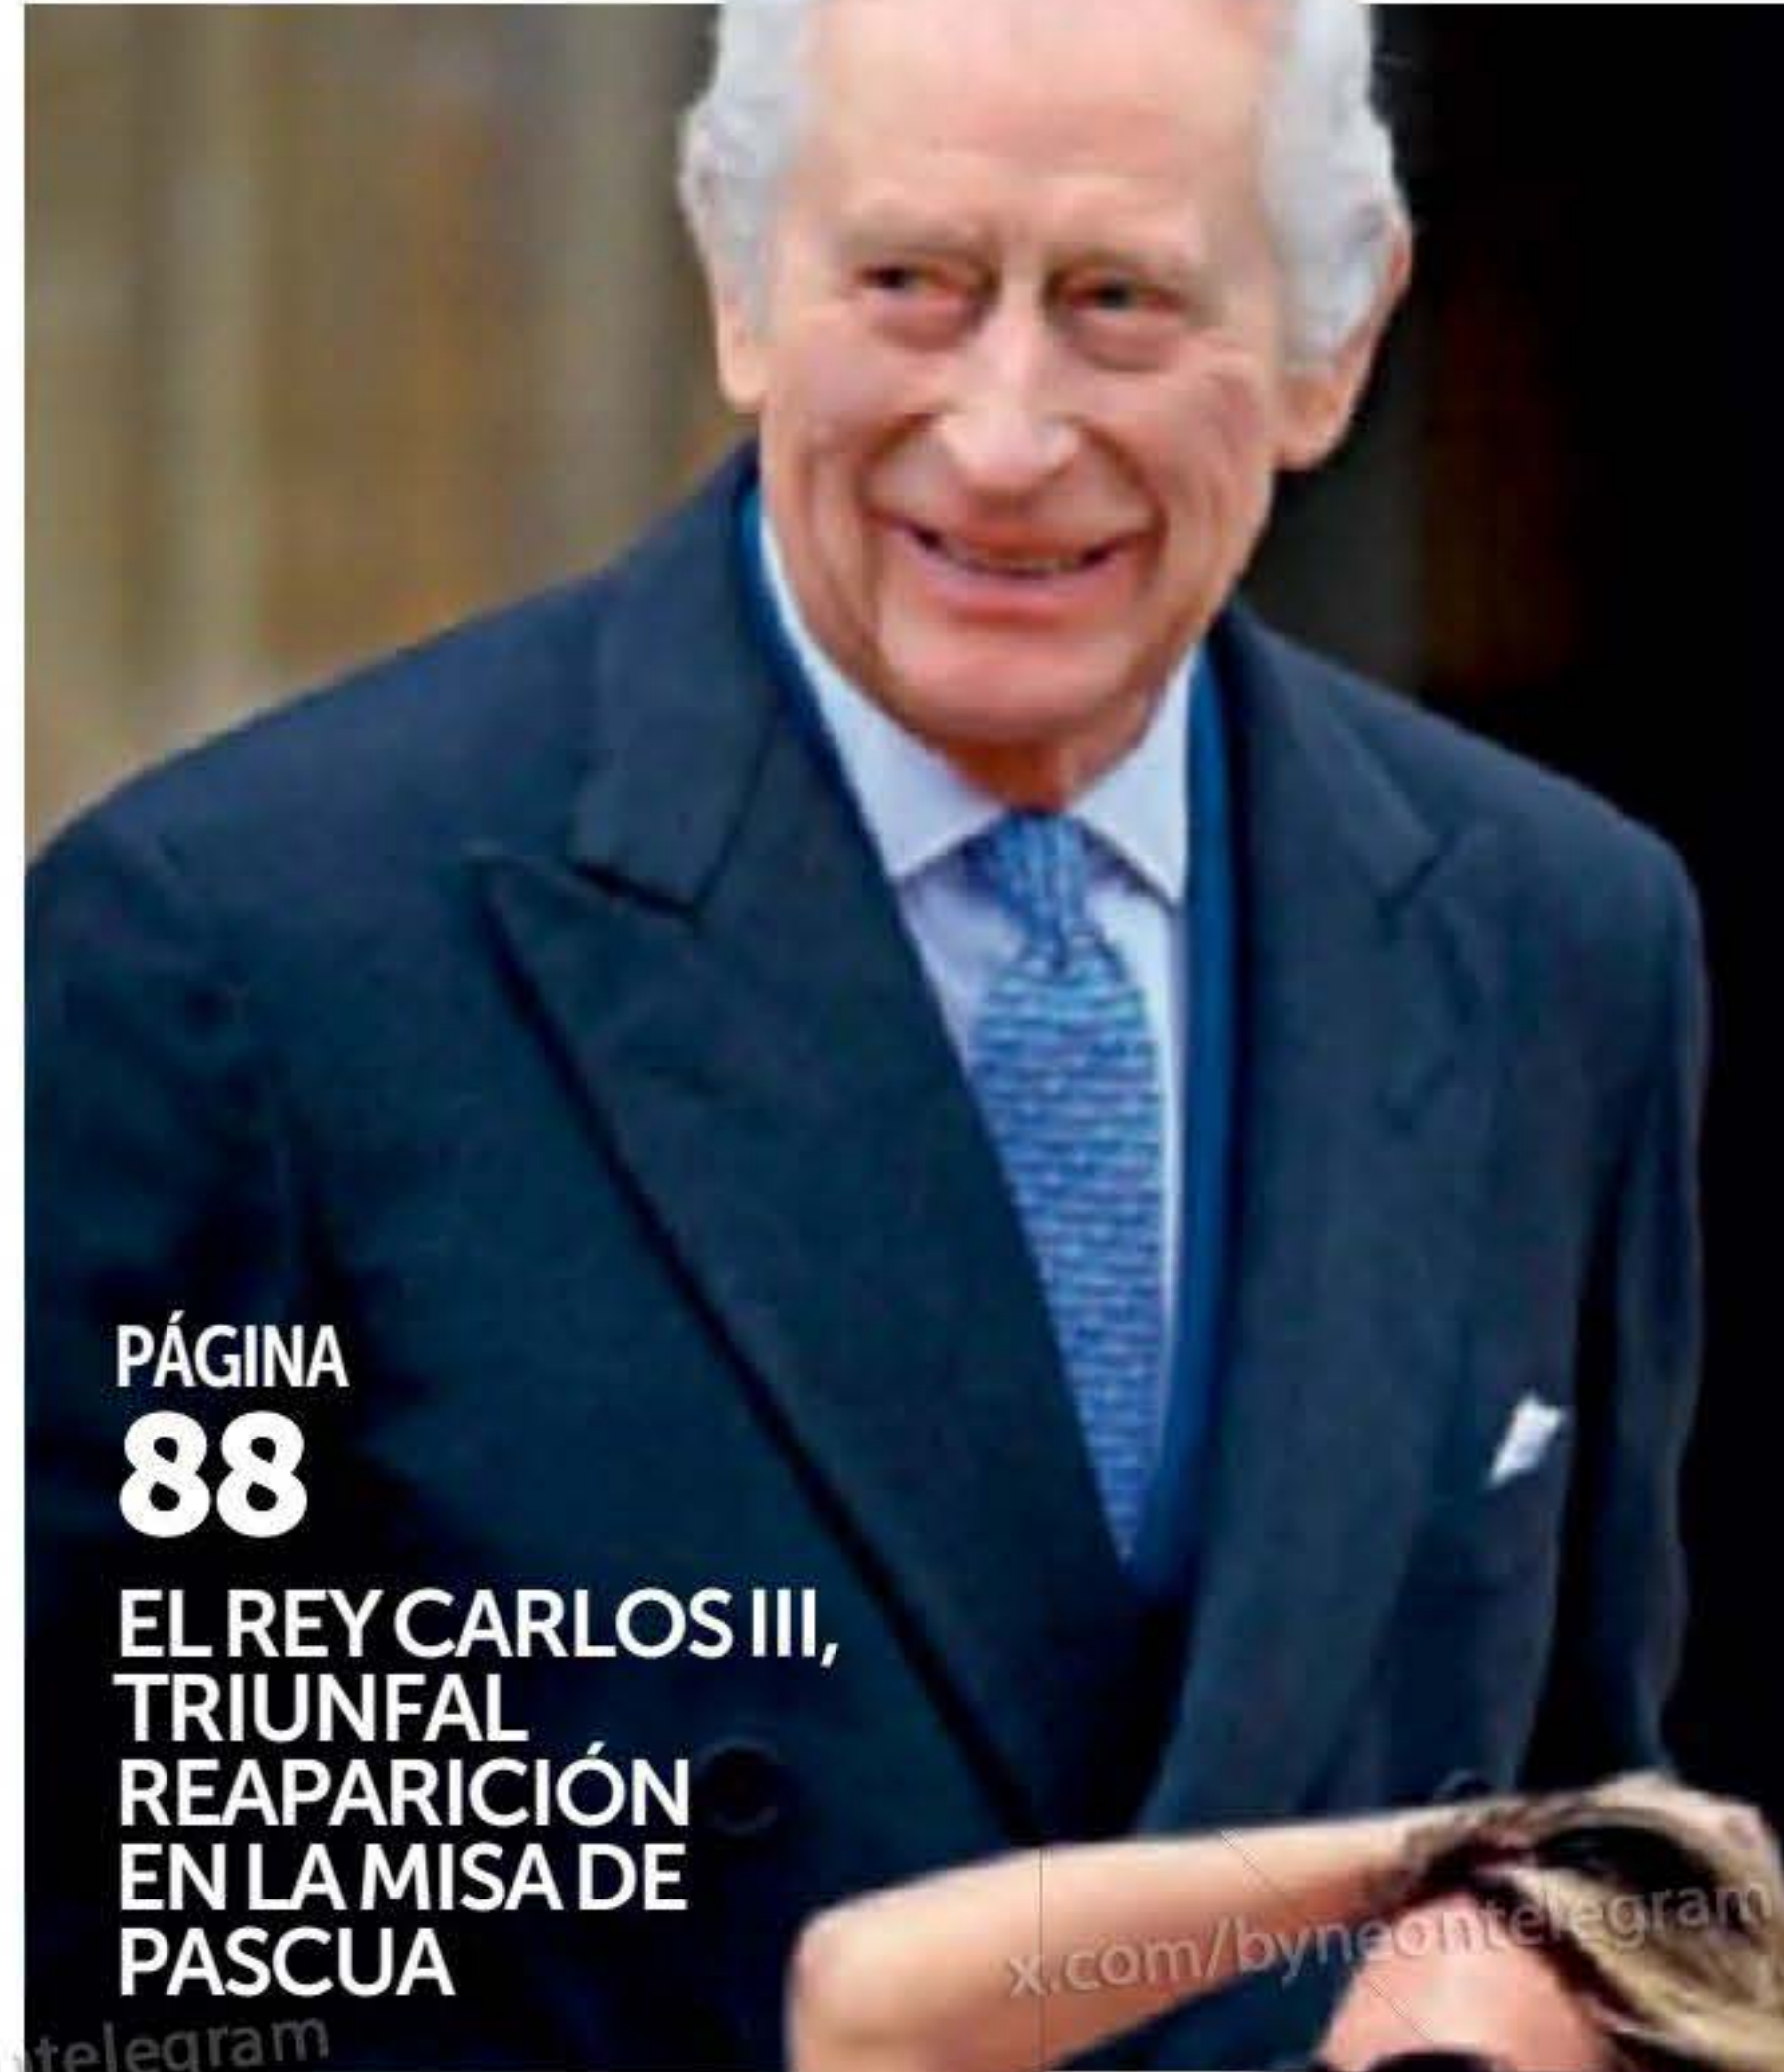 PÁGINA
88
EL REY CARLOS III,
TRIUNFAL
REAPARICIÓN
EN LA MISA DE
PASCUA
x.com/byneontelegram
telegram